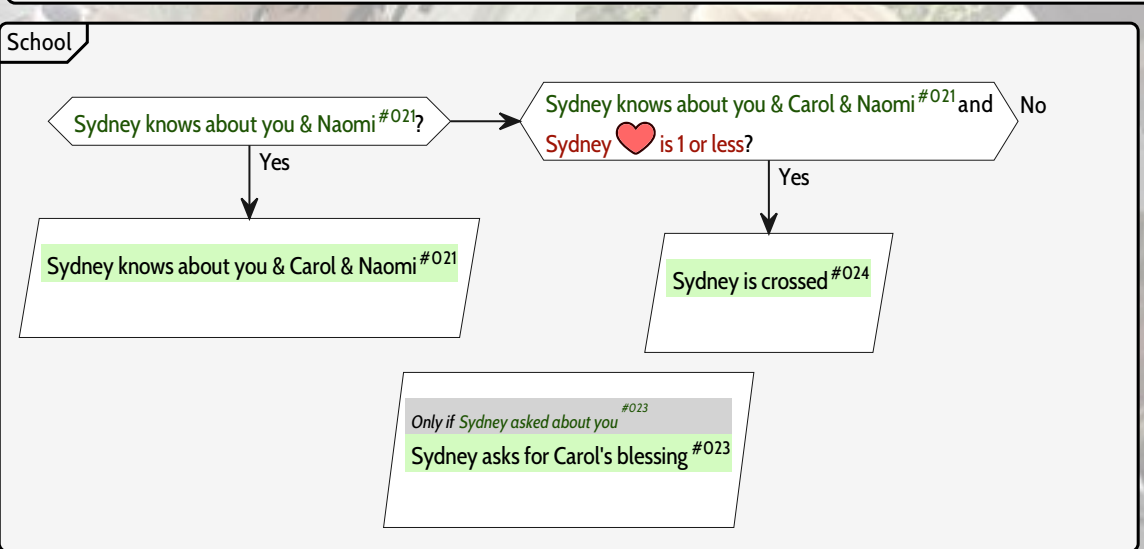 School
Sydney knows about you & Naomi #021?
Sydney knows about you & Carol & Naomi #021 and
Sydney is 1 or less?
No
Yes
Yes
Sydney knows about you & Carol & Naomi #021
Sydney is crossed #024
Only if Sydney asked about you #023
Sydney asks for Carol's blessing #023